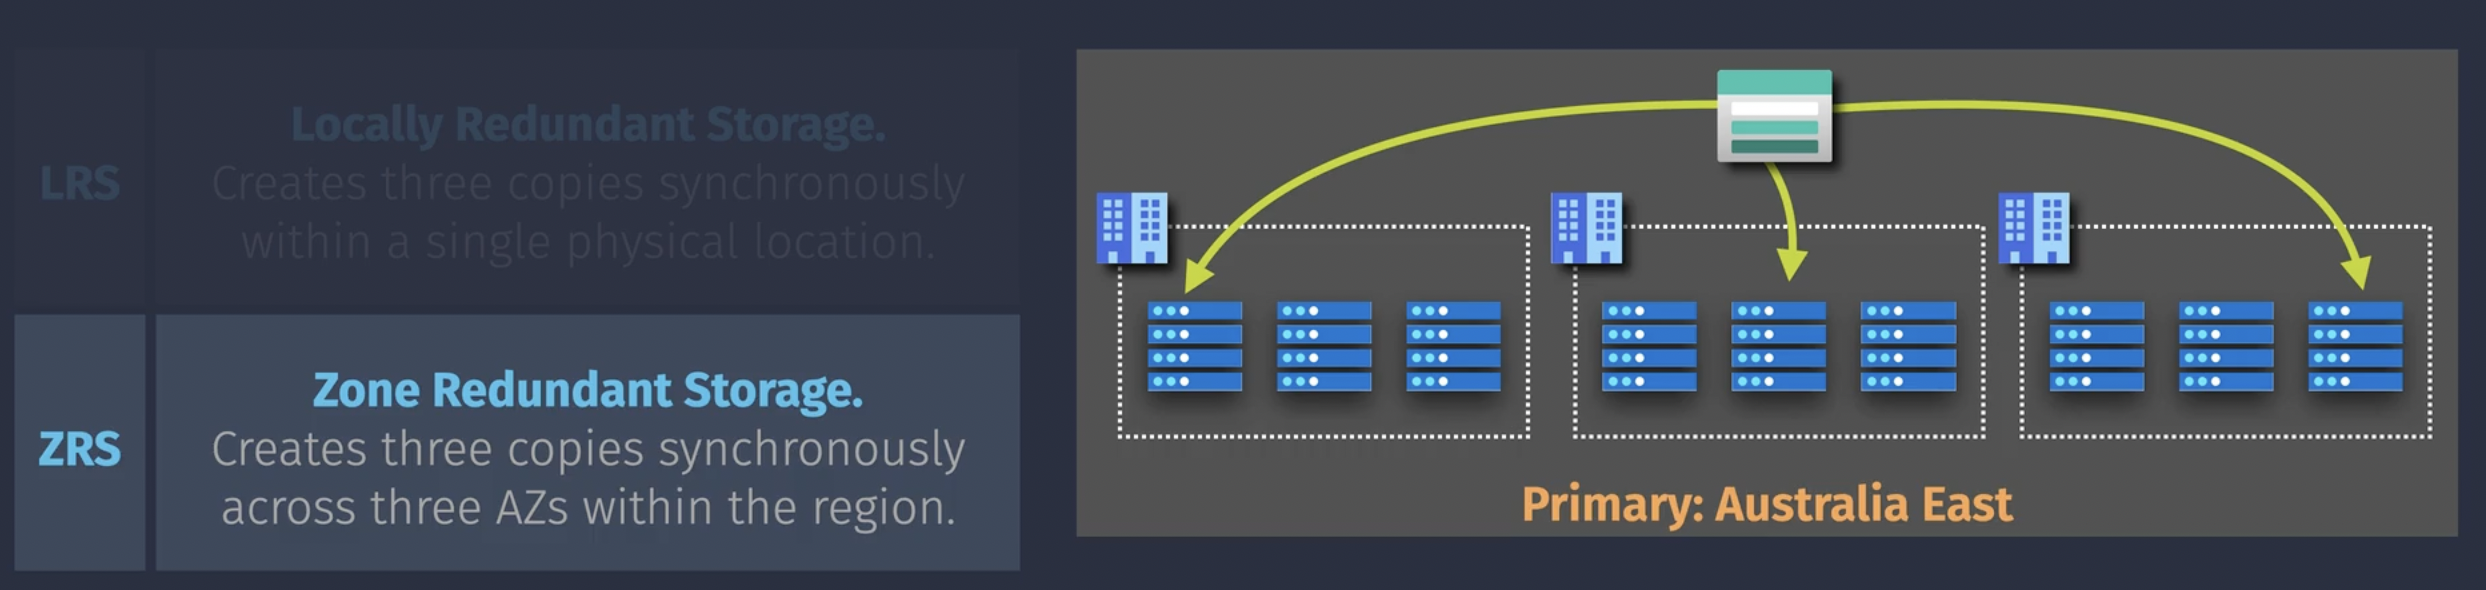 LRS
Locally Redundant Storage.
Creates three copies synchronously
within a single physical location.
ZRS
Zone Redundant Storage.
Creates three copies synchronously
across three AZs within the region.
Primary: Australia East